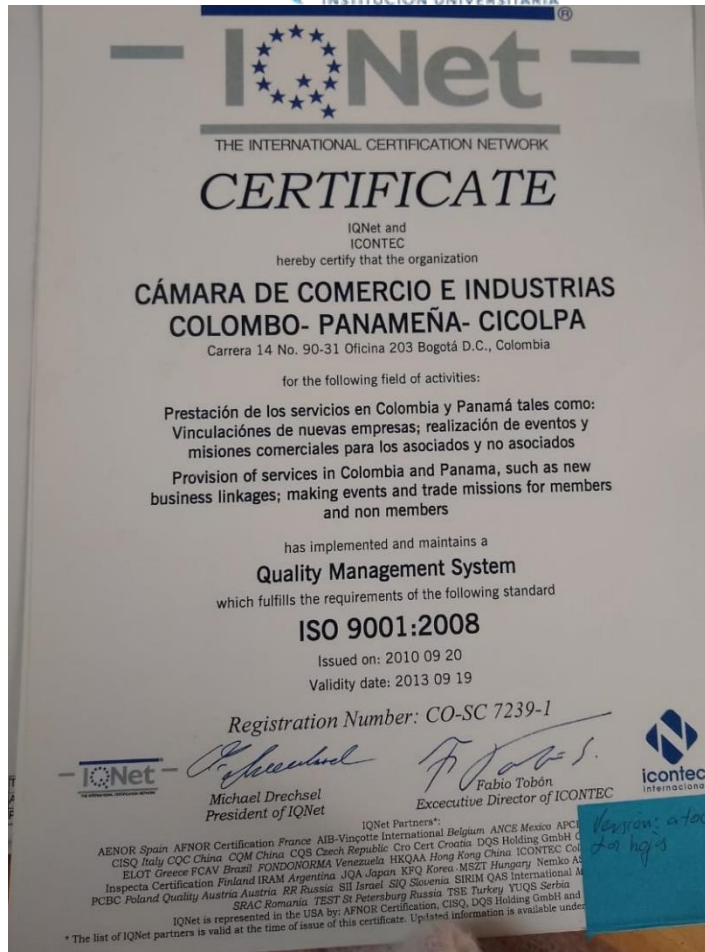 INSTITUCIÓN UNIVERSITARIA
IQNet ®
THE INTERNATIONAL CERTIFICATION NETWORK
CERTIFICATE
IQNet and
ICONTEC
hereby certify that the organization
CÁMARA DE COMERCIO E INDUSTRIAS
COLOMBO- PANAMEÑA- CICOLPA
Carrera 14 No. 90-31 Oficina 203 Bogotá D.C., Colombia
for the following field of activities:
Prestación de los servicios en Colombia y Panamá tales como:
Vinculaciónes de nuevas empresas; realización de eventos y
misiones comerciales para los asociados y no asociados
Provision of services in Colombia and Panama, such as new
business linkages; making events and trade missions for members
and non members
has implemented and maintains a
Quality Management System
which fulfills the requirements of the following standard
ISO 9001:2008
Issued on: 2010 09 20
Validity date: 2013 09 19
Registration Number: CO-SC 7239-1
IQNet
Michael Drechsel
President of IQNet
Fabio Tobón
Excecutive Director of ICONTEC
icontec
internacional
IQNet Partners*:
AENOR Spain AFNOR Certification France AIB-Vinçotte International Belgium ANCE Mexico APC
CISQ Italy CQC China CQM China CQS Czech Republic Cro Cert Croatia DQS Holding GmbH
ELOT Greece FCAV Brazil FONDONORMA Venezuela HKQAA Hong Kong China ICONTEC Col
Inspecta Certification Finland IRAM Argentina JQA Japan KFQ Korea MSZT Hungary Nemko
PCBC Poland Quality Austria Austria RR Russia SII Israel SIQ Slovenia SIRIM QAS International M
SRAC Romania TEST St Petersburg Russia TSE Turkey YUQS Serbia
IQNet is represented in the USA by: AFNOR Certification, CISQ, DQS Holding GmbH and
* The list of IQNet partners is valid at the time of issue of this certificate. Updated information is available under
Version:
hojas